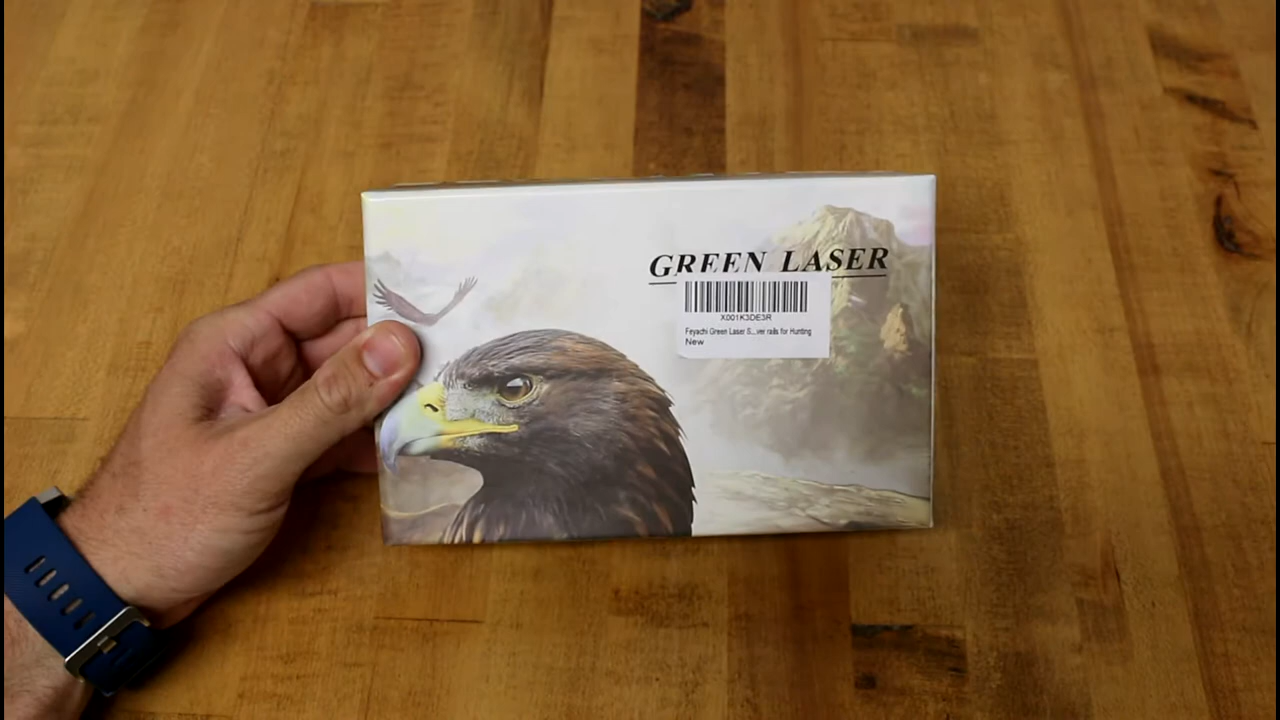 GREEN LASER
X001K3DE3R
Feyachi Green Laser S...ver rails for Hunting
New